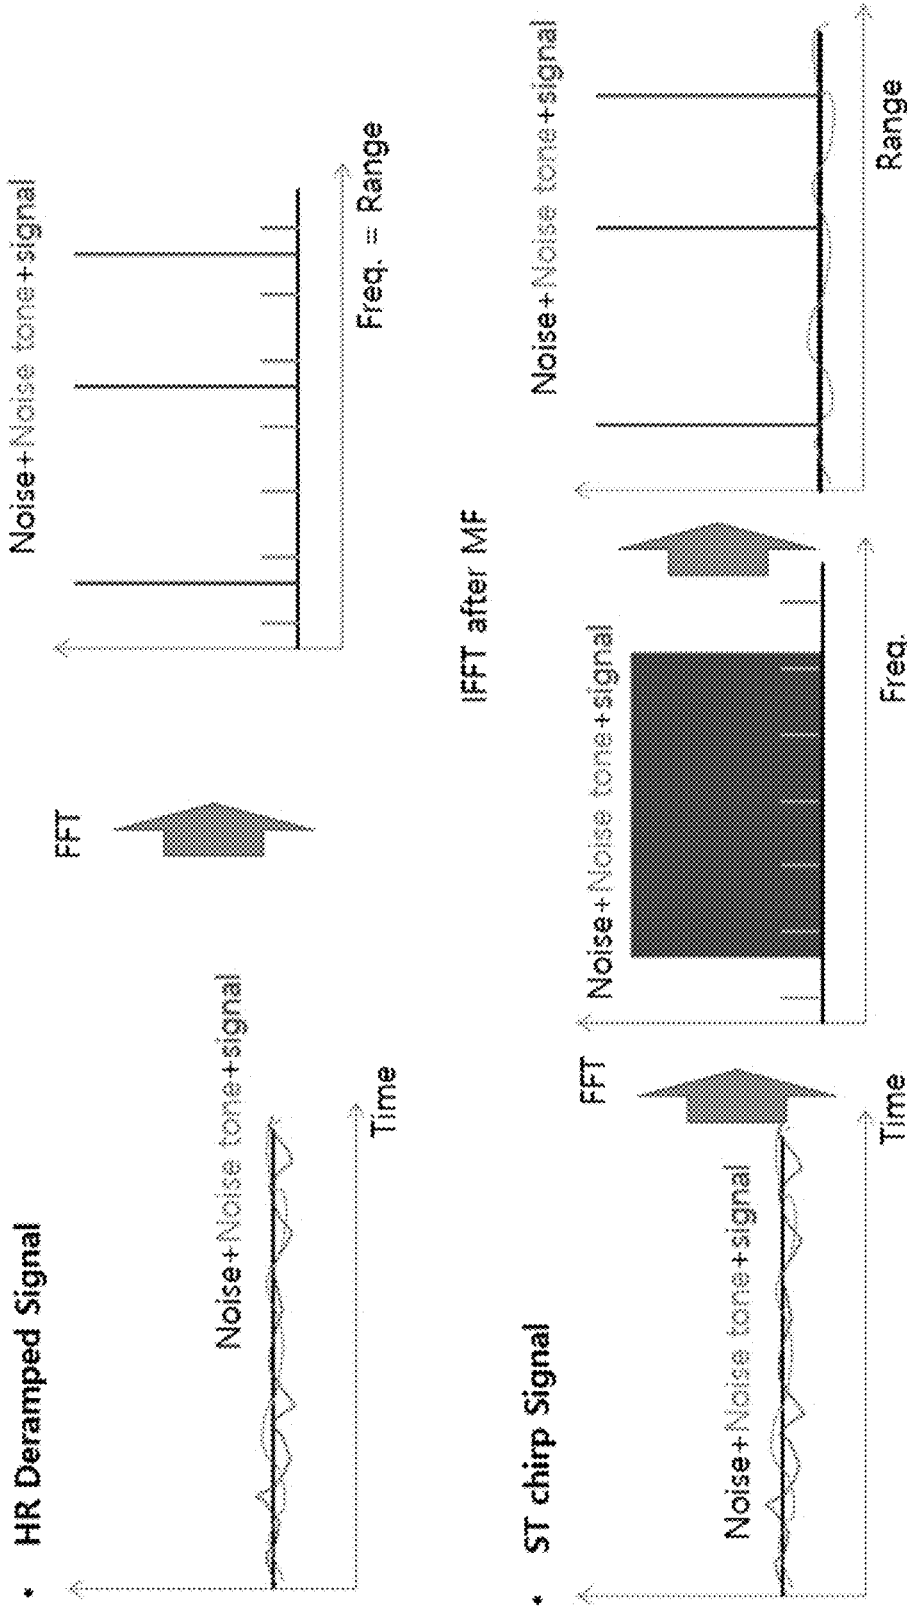 • HR Deramped Signal
Noise+Noise tone+signal
Time
FFT
Noise+Noise tone+signal
Freq. = Range
• ST chirp Signal
Noise+Noise tone+signal
Time
FFT
Noise+Noise tone+signal
Freq.
IFFT after MF
Noise+Noise tone+signal
Range